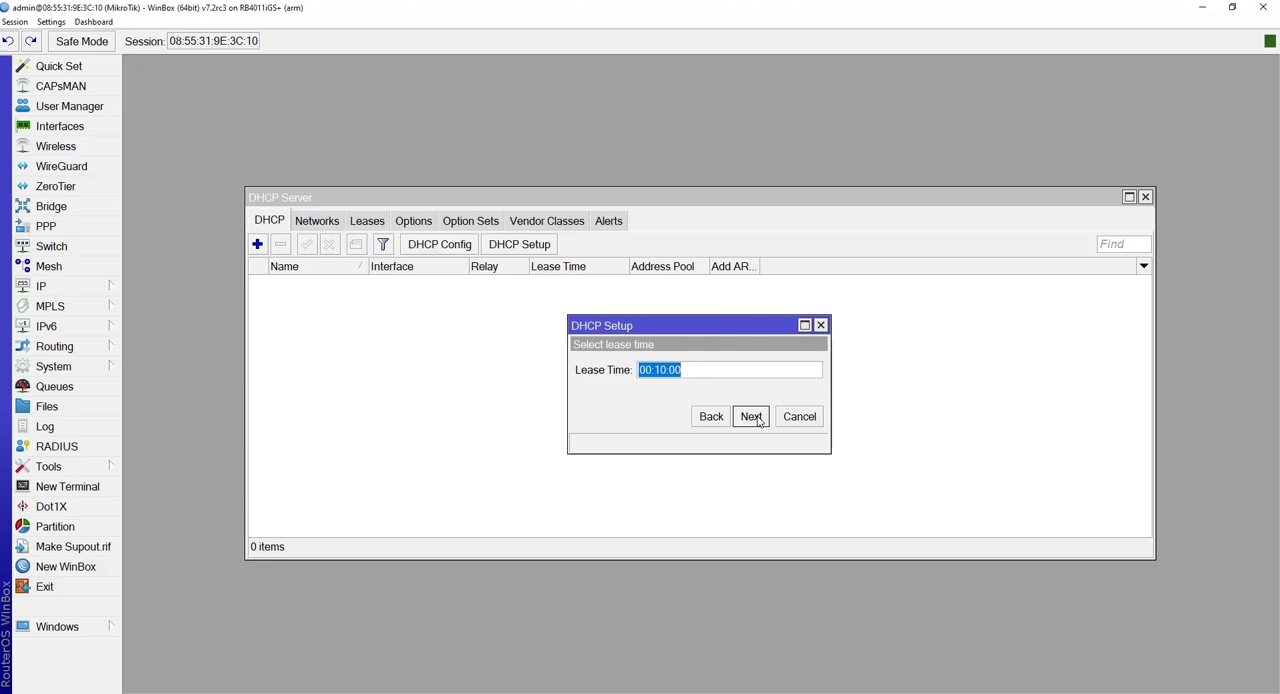 admin@08:55:31:9E:3C:10 (MikroTik) - WinBox (64bit) v7.2rc3 on RB4011iGS+ (arm)
Session Settings Dashboard
Safe Mode Session: 08:55:31:9E:3C:10
Quick Set
CAPsMAN
User Manager
Interfaces
Wireless
WireGuard
ZeroTier
Bridge
PPP
Switch
Mesh
IP
MPLS
IPv6
Routing
System
Queues
Files
Log
RADIUS
Tools
New Terminal
Dot1X
Partition
Make Supout.rif
New WinBox
Exit
Windows
RouterOS WinBox
DHCP Server
DHCP Networks Leases Options Option Sets Vendor Classes Alerts
DHCP Config DHCP Setup Find
Name Interface Relay Lease Time Address Pool Add AR...
DHCP Setup
Select lease time
Lease Time: 00:10:00
Back Next Cancel
0 items